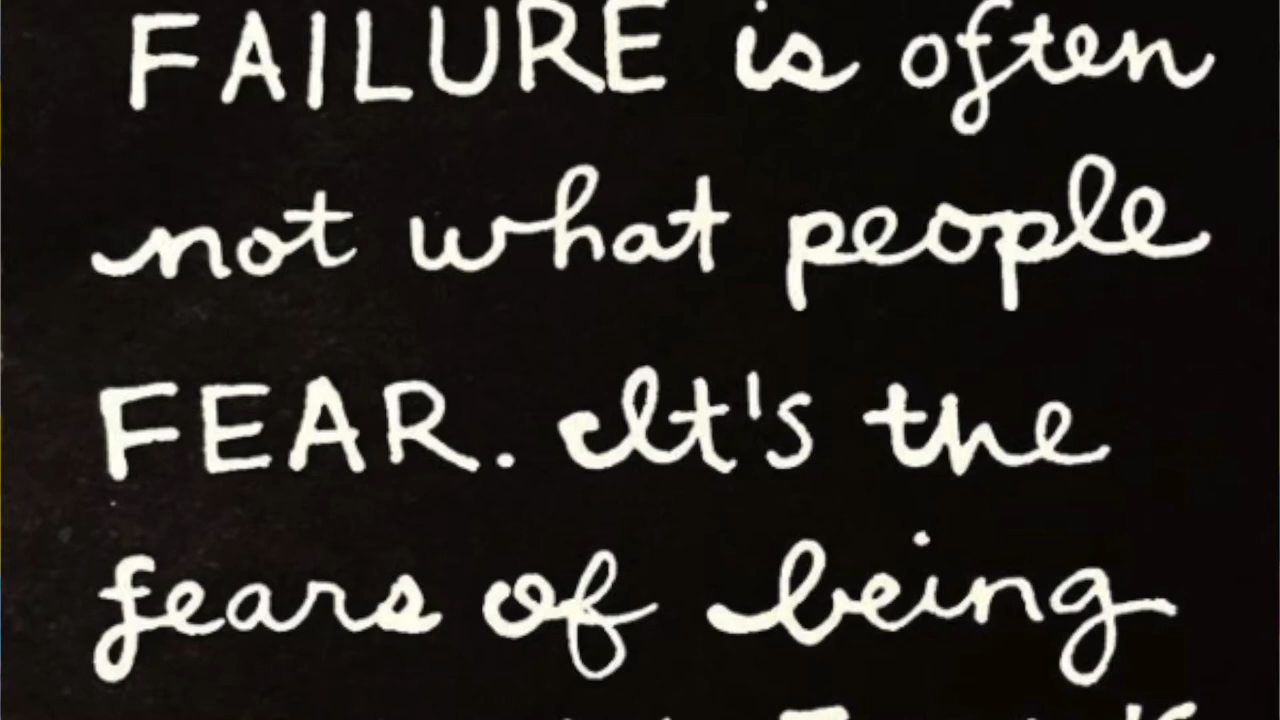 FAILURE is often
not what people
FEAR. It's the
fears of being